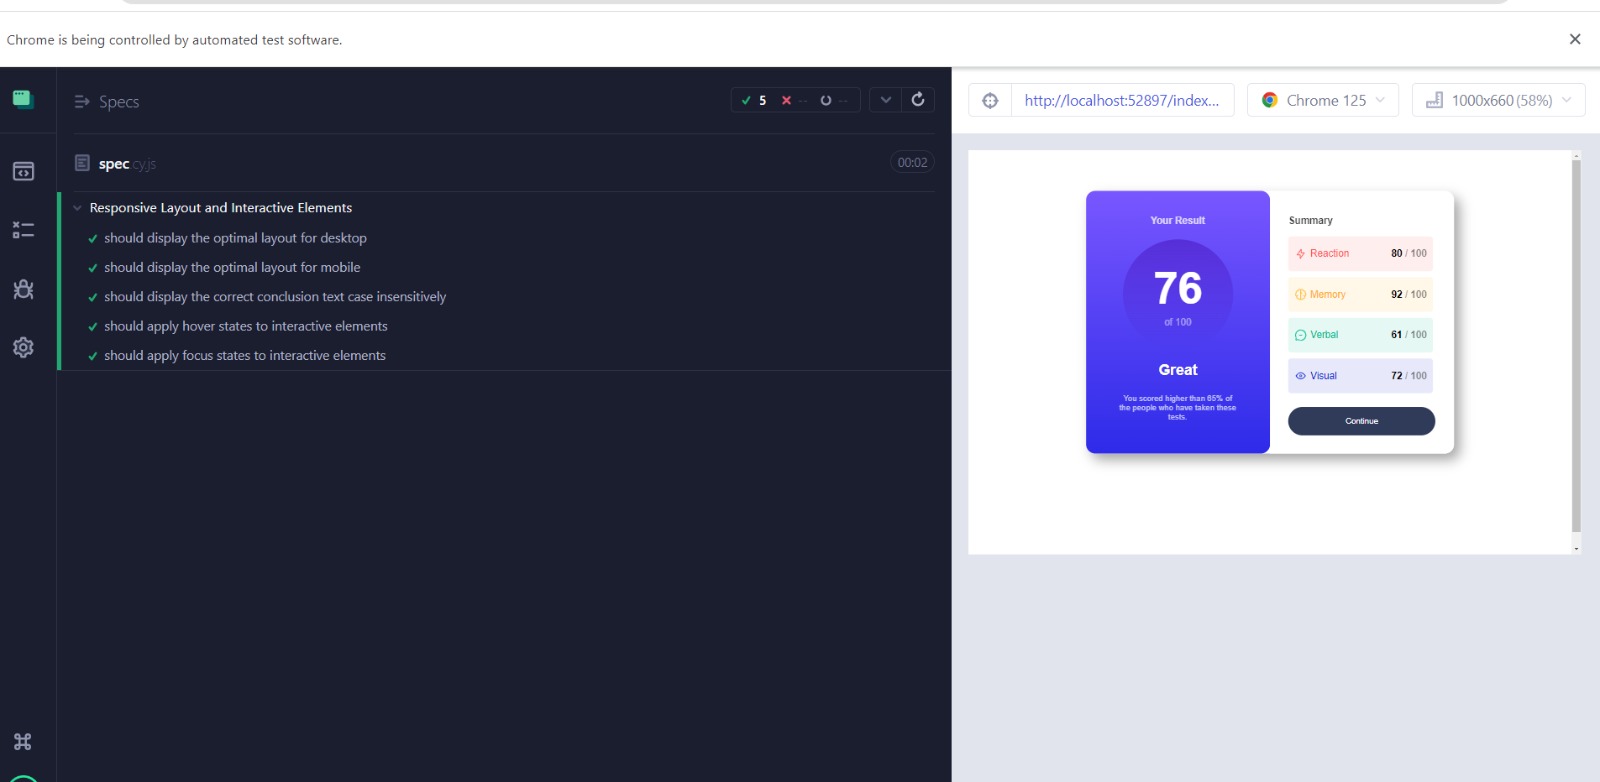 Chrome is being controlled by automated test software.
Specs
5 -- --
spec.cy.js
00:02
Responsive Layout and Interactive Elements
should display the optimal layout for desktop
should display the optimal layout for mobile
should display the correct conclusion text case insensitively
should apply hover states to interactive elements
should apply focus states to interactive elements
http://localhost:52897/index...
Chrome 125
1000x660 (58%)
Your Result
76
of 100
Great
You scored higher than 65% of
the people who have taken these
tests.
Summary
Reaction 80 / 100
Memory 92 / 100
Verbal 61 / 100
Visual 72 / 100
Continue